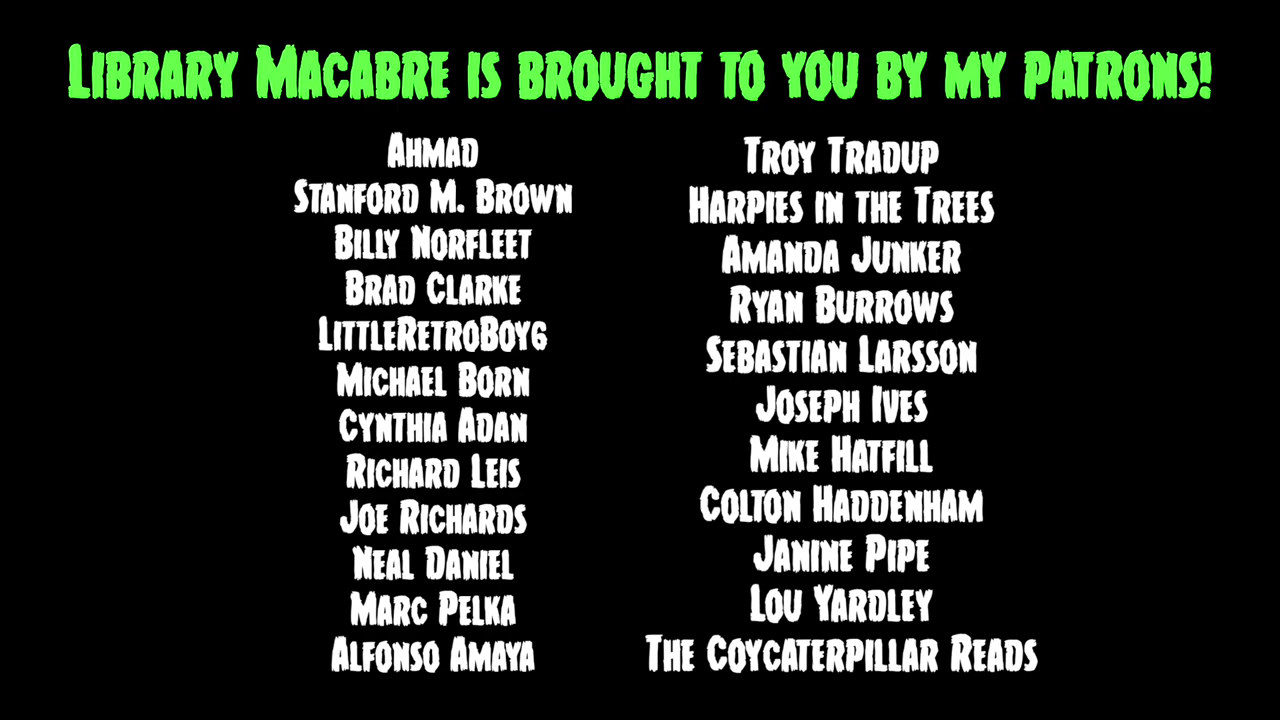 Library Macabre is brought to you by my patrons!
Ahmad
Stanford M. Brown
Billy Norfleet
Brad Clarke
LittleRetroBoy6
Michael Born
Cynthia Adan
Richard Leis
Joe Richards
Neal Daniel
Marc Pelka
Alfonso Amaya
Troy Tradup
Harpies in the Trees
Amanda Junker
Ryan Burrows
Sebastian Larsson
Joseph Ives
Mike Hatfill
Colton Haddenham
Janine Pipe
Lou Yardley
The Coycaterpillar Reads